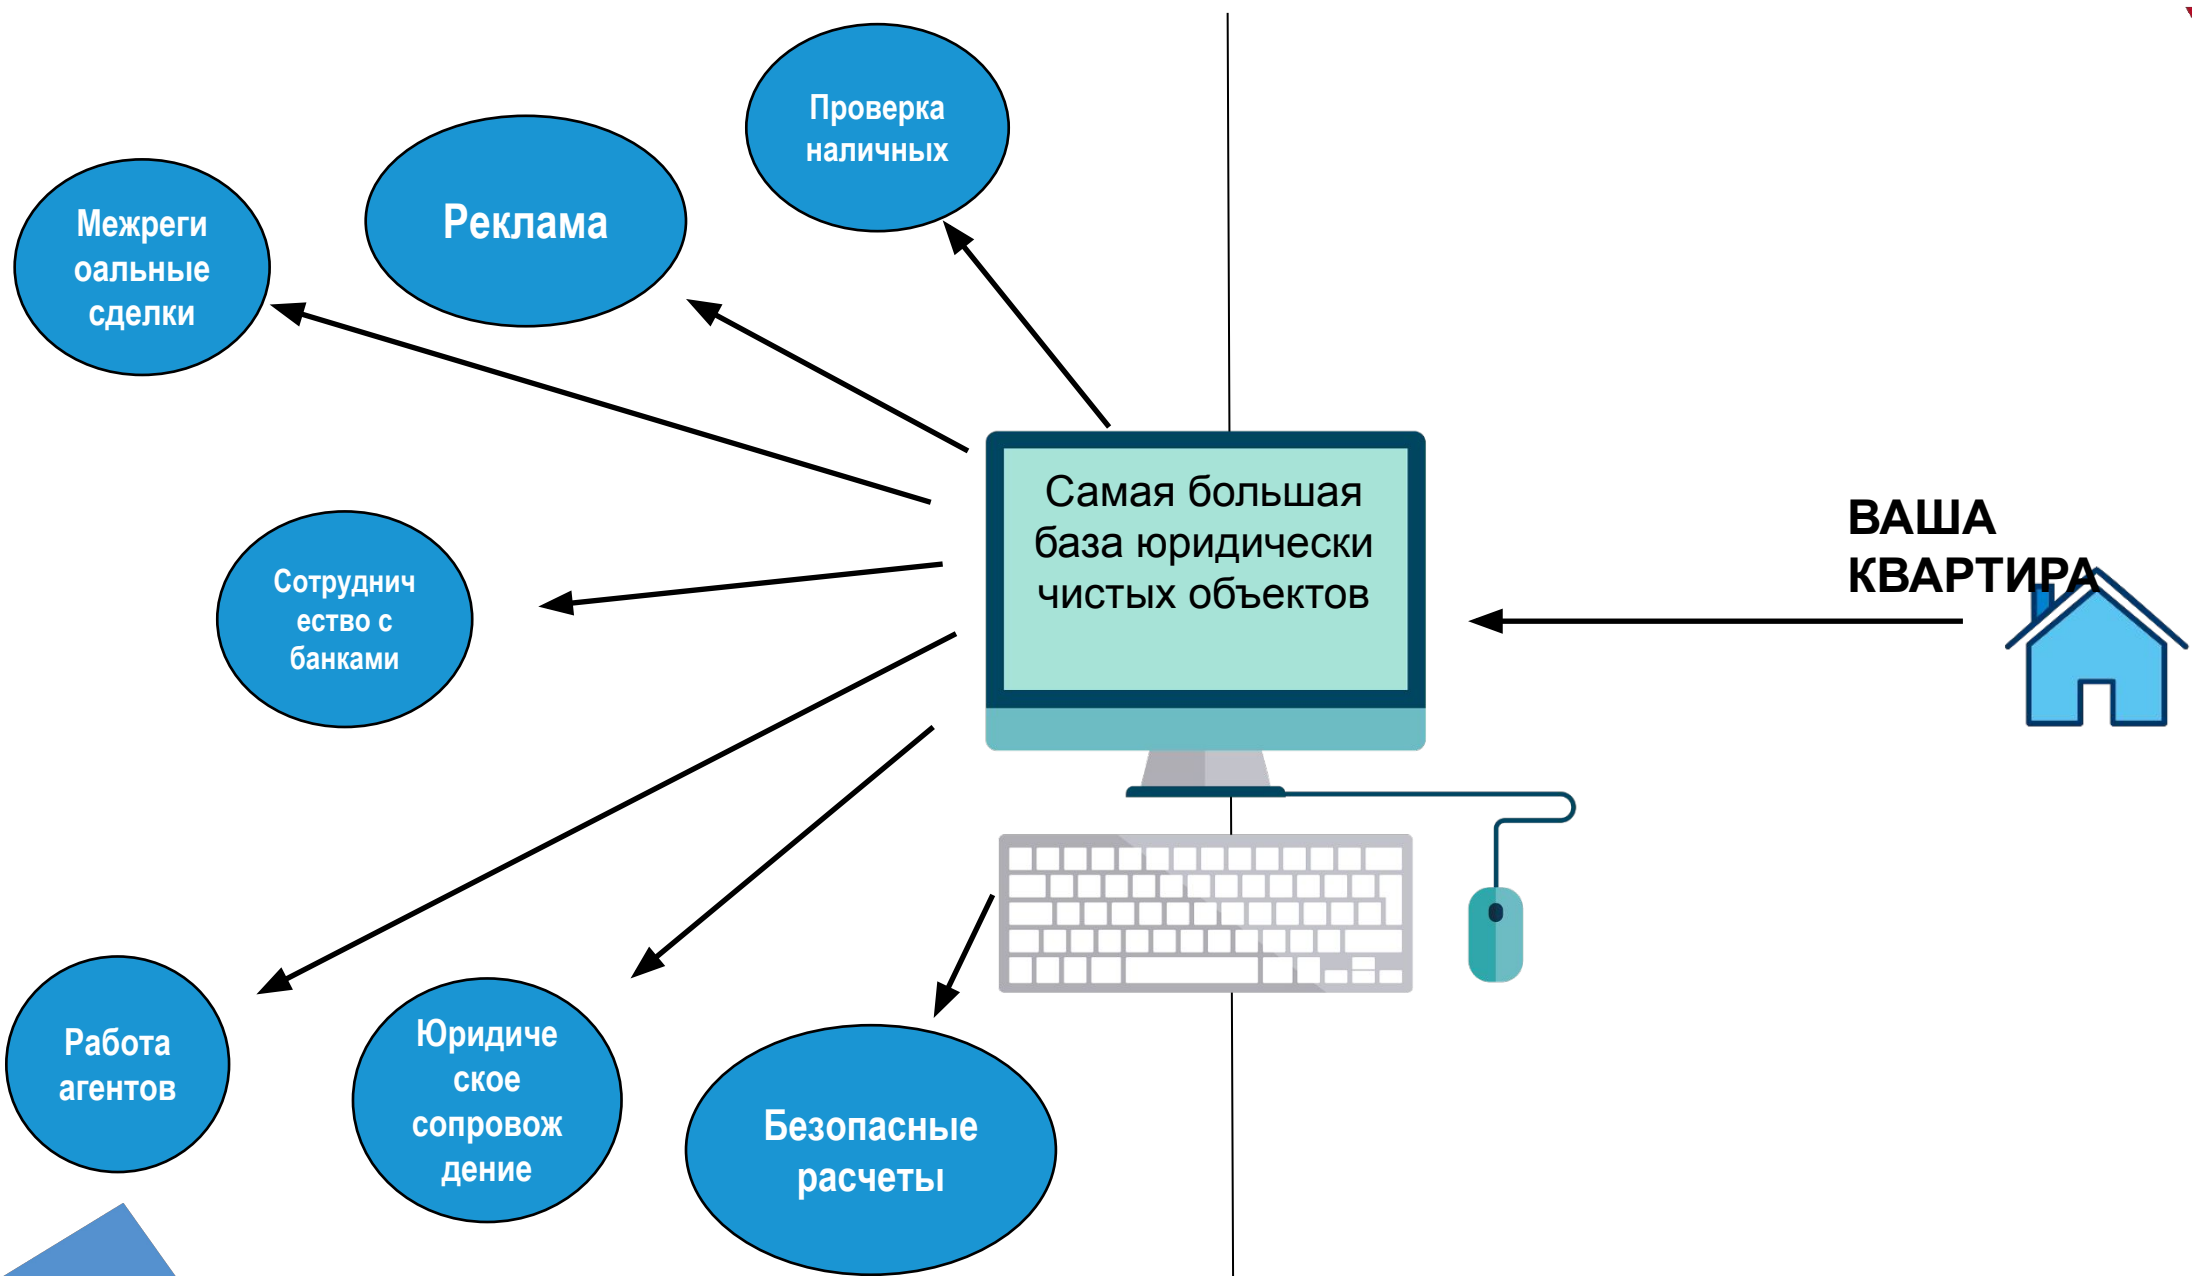 Проверка
наличных
Реклама
Межреги
оальные
сделки
Самая большая
база юридически
чистых объектов
ВАША
КВАРТИРА
Сотруднич
ество с
банками
Работа
агентов
Юридиче
ское
сопровож
дение
Безопасные
расчеты